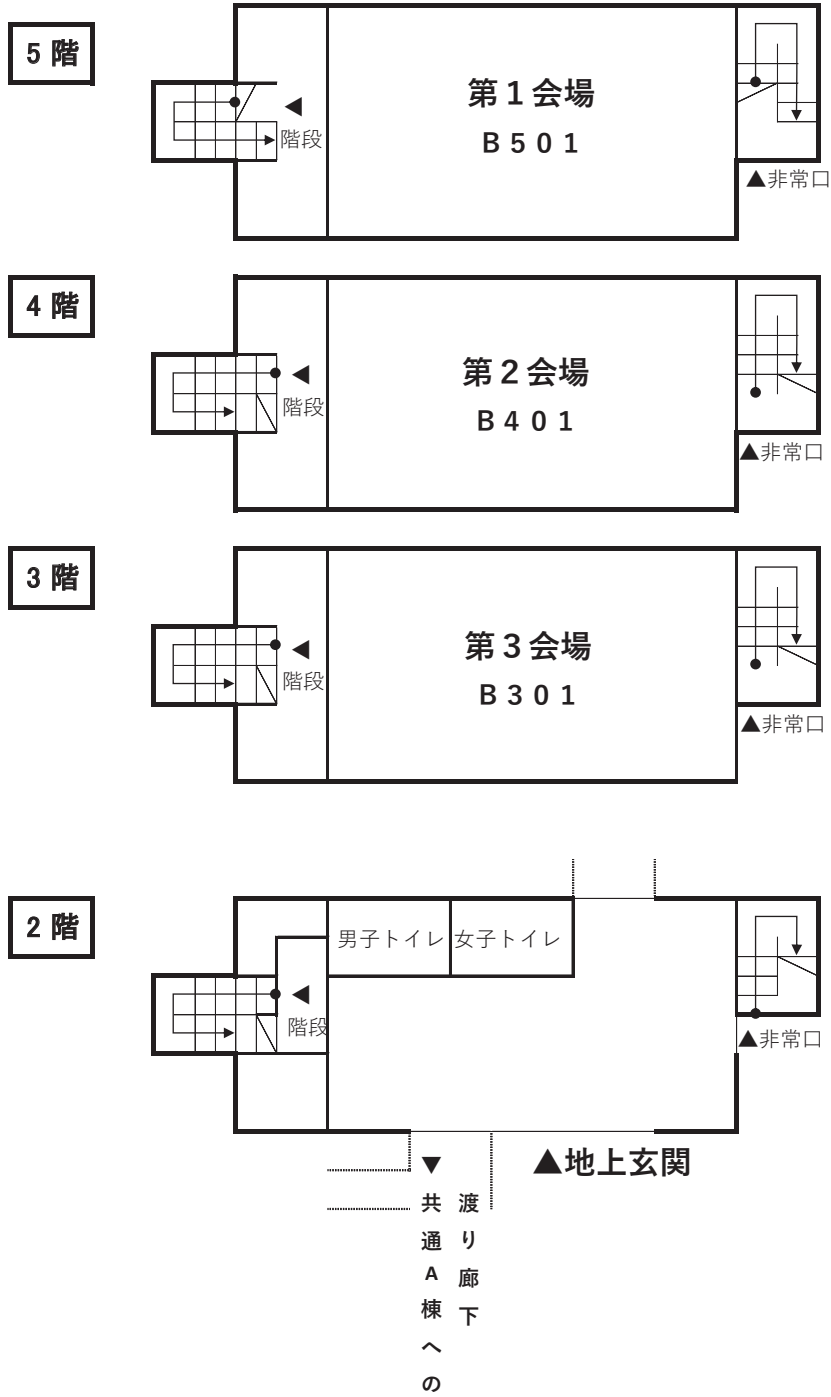 5 階
第１会場
Ｂ５０１
◀
階段
▲非常口
4 階
第２会場
Ｂ４０１
◀
階段
▲非常口
3 階
第３会場
Ｂ３０１
◀
階段
▲非常口
2 階
男子トイレ
女子トイレ
◀
階段
▲非常口
▲地上玄関
▼
共通A棟への
渡り廊下